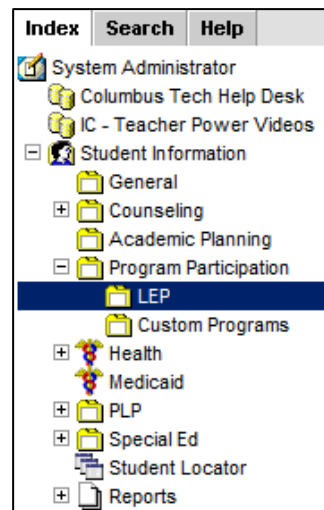 Index Search Help
System Administrator
Columbus Tech Help Desk
IC - Teacher Power Videos
Student Information
General
Counseling
Academic Planning
Program Participation
LEP
Custom Programs
Health
Medicaid
PLP
Special Ed
Student Locator
Reports